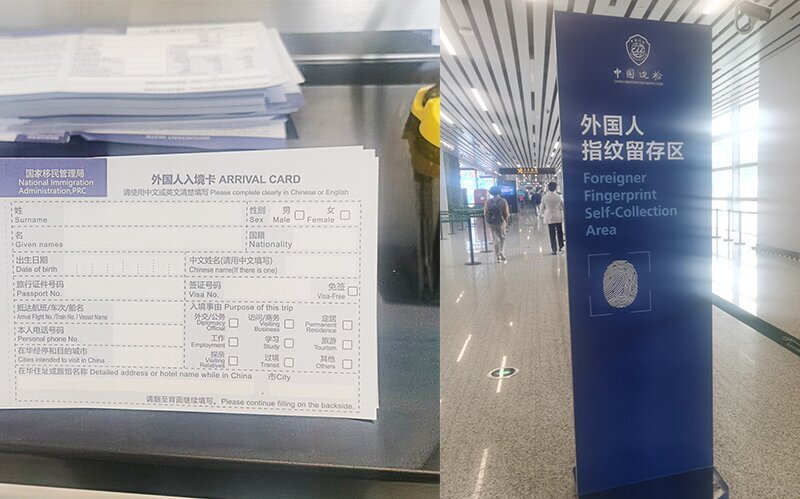 国家移民管理局
National Immigration
Administration,PRC
外国人入境卡 ARRIVAL CARD
请使用中文或英文清楚填写 Please complete clearly in Chinese or English
姓
Surname
性别 男 女
Sex Male Female
名
Given names
国籍
Nationality
出生日期
Date of birth
中文姓名(请用中文填写)
Chinese name(if there is one)
旅行证件号码
Passport No.
签证号码 免签
Visa No. Visa-Free
抵达航班/车次/船名
Arrival Flight No./Train No./ Vessel Name
入境事由 Purpose of this trip
外交/公务 访问/商务 定居
Diplomacy Official Visiting Business Permanent Residence
本人电话号码
Personal phone No.
工作 学习 旅游
Employment Study Tourism
在华经停和目的城市
Cities intended to visit in China
探亲 过境 其他
Visiting Relatives Transit Others
在华住址或旅馆名称 Detailed address or hotel name while in China 市City
请翻至背面继续填写。Please continue filling on the backside.
中国边检
CHINA IMMIGRATION INSPECTION
外国人
指纹留存区
Foreigner
Fingerprint
Self-Collection
Area